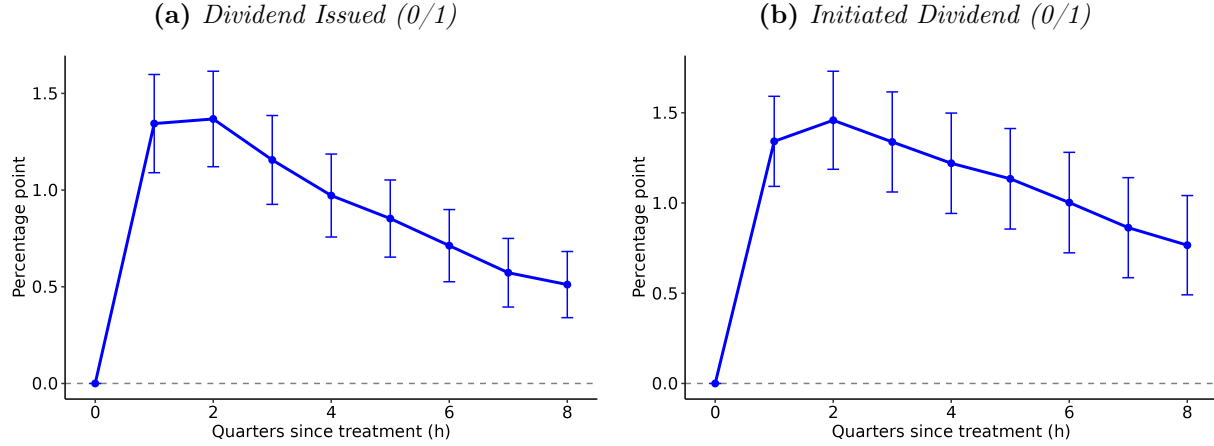 (a) Dividend Issued (0/1)
Percentage point
1.5
1.0
0.5
0.0
0 2 4 6 8
Quarters since treatment (h)
(b) Initiated Dividend (0/1)
Percentage point
1.5
1.0
0.5
0.0
0 2 4 6 8
Quarters since treatment (h)